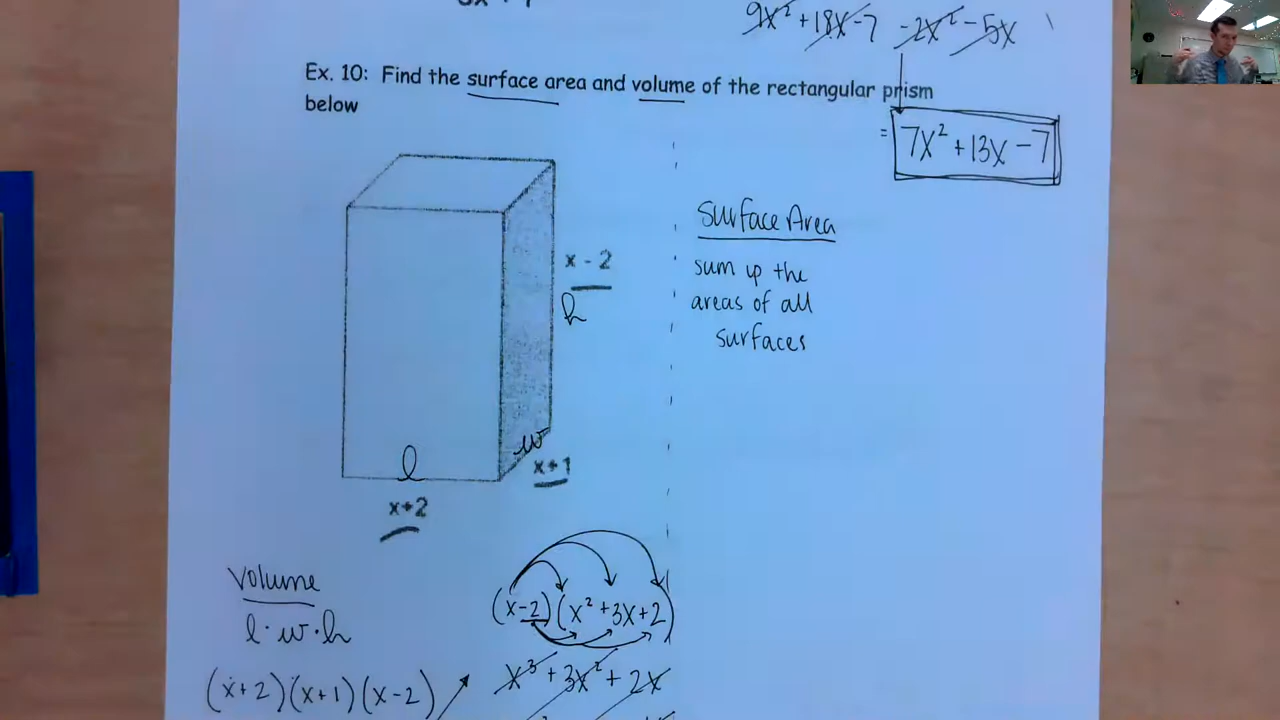 9x² + 18x - 7 - 2x² - 5x
Ex. 10: Find the surface area and volume of the rectangular prism
below
= 7x² + 13x - 7
Surface Area
sum up the
areas of all
surfaces
x - 2
h
l
w
x+1
x+2
Volume
l · w · h
(x-2)(x² + 3x + 2)
(x+2)(x+1)(x-2)
x³ + 3x² + 2x